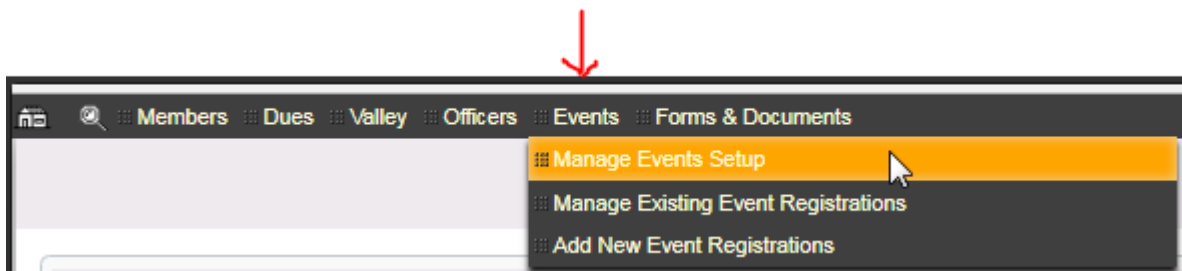 Members Dues Valley Officers Events Forms & Documents
Manage Events Setup
Manage Existing Event Registrations
Add New Event Registrations